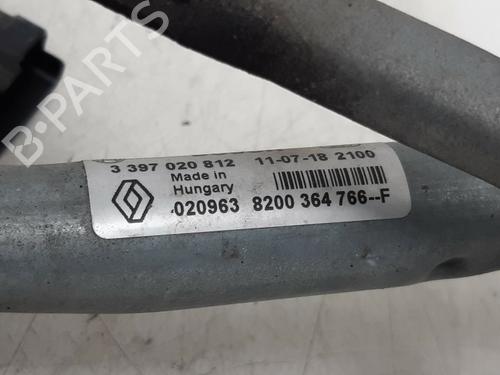 3 397 020 812 11-07-18 2100
Made in
Hungary
020963 8200 364 766--F
B-PARTS